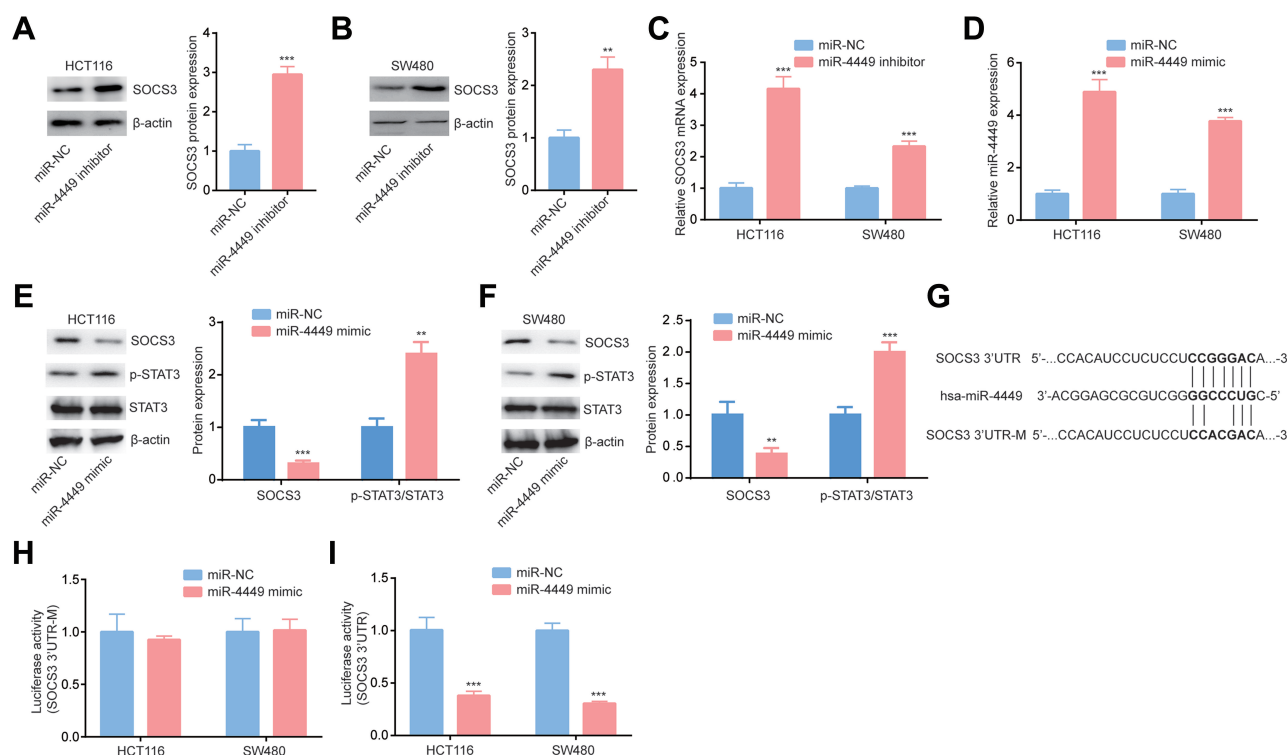 A
HCT116
SOCS3
β-actin
miR-NC
miR-4449 inhibitor
SOCS3 protein expression
4
3
2
1
0
***
miR-NC
miR-4449 inhibitor
B
SW480
SOCS3
β-actin
miR-NC
miR-4449 inhibitor
SOCS3 protein expression
3
2
1
0
**
miR-NC
miR-4449 inhibitor
C
miR-NC
miR-4449 inhibitor
Relative SOCS3 mRNA expression
5
4
3
2
1
0
***
***
HCT116
SW480
D
miR-NC
miR-4449 mimic
Relative miR-4449 expression
6
4
2
0
***
***
HCT116
SW480
E
HCT116
SOCS3
p-STAT3
STAT3
β-actin
miR-NC
miR-4449 mimic
miR-NC
miR-4449 mimic
Protein expression
3
2
1
0
***
**
SOCS3
p-STAT3/STAT3
F
SW480
SOCS3
p-STAT3
STAT3
β-actin
miR-NC
miR-4449 mimic
miR-NC
miR-4449 mimic
Protein expression
2.5
2.0
1.5
1.0
0.5
0.0
**
***
SOCS3
p-STAT3/STAT3
G
SOCS3 3'UTR 5'-...CCACAUCCUCUCCUCCGGGACA...-3
hsa-miR-4449 3'-ACGGAGCGCGUCGGGGCCCUGC-5'
SOCS3 3'UTR-M 5'-...CCACAUCCUCUCCUCCACGACA...-3
H
miR-NC
miR-4449 mimic
Luciferase activity
(SOCS3 3'UTR-M)
1.5
1.0
0.5
0.0
HCT116
SW480
I
miR-NC
miR-4449 mimic
Luciferase activity
(SOCS3 3'UTR)
1.5
1.0
0.5
0.0
***
***
HCT116
SW480